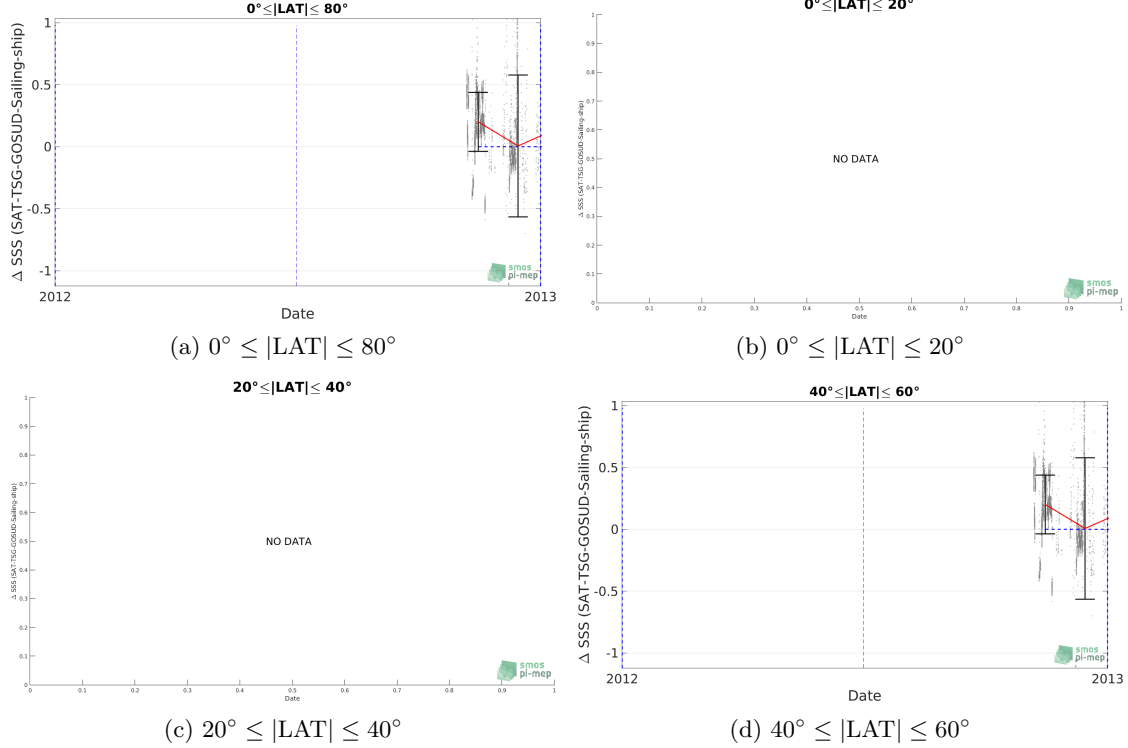 0°≤|LAT|≤ 80°
Δ SSS (SAT-TSG-GOSUD-Sailing-ship)
1
0.5
0
-0.5
-1
smos
pi-mep
2012
2013
Date
(a) 0° ≤ |LAT| ≤ 80°
0°≤|LAT|≤ 20°
Δ SSS (SAT-TSG-GOSUD-Sailing-ship)
1
0.9
0.8
0.7
0.6
0.5
0.4
0.3
0.2
0.1
0
NO DATA
smos
pi-mep
0 0.1 0.2 0.3 0.4 0.5 0.6 0.7 0.8 0.9 1
Date
(b) 0° ≤ |LAT| ≤ 20°
20°≤|LAT|≤ 40°
Δ SSS (SAT-TSG-GOSUD-Sailing-ship)
1
0.9
0.8
0.7
0.6
0.5
0.4
0.3
0.2
0.1
0
NO DATA
smos
pi-mep
0 0.1 0.2 0.3 0.4 0.5 0.6 0.7 0.8 0.9 1
Date
(c) 20° ≤ |LAT| ≤ 40°
40°≤|LAT|≤ 60°
Δ SSS (SAT-TSG-GOSUD-Sailing-ship)
1
0.5
0
-0.5
-1
smos
pi-mep
2012
2013
Date
(d) 40° ≤ |LAT| ≤ 60°